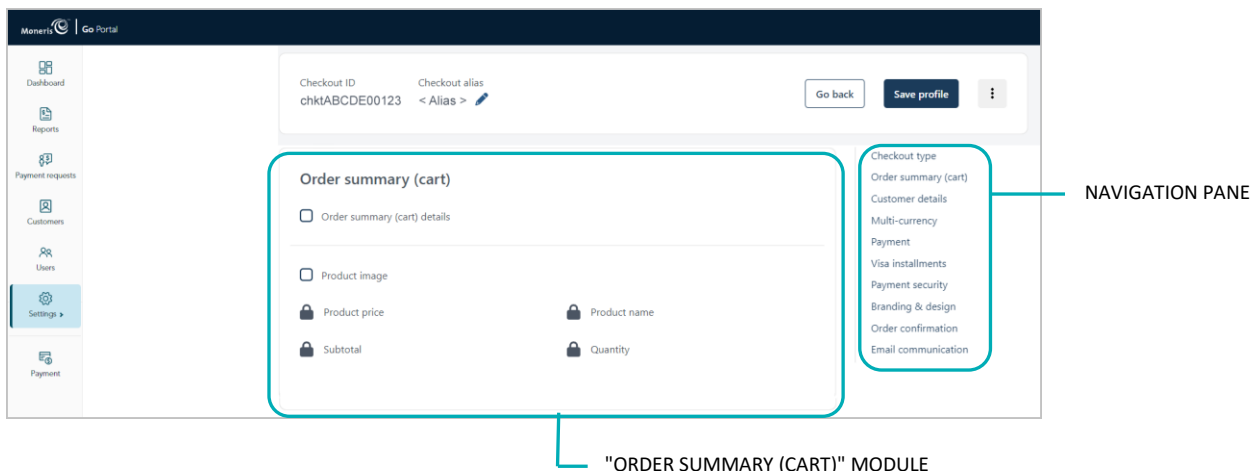 Moneris | Go Portal
Dashboard
Reports
Payment requests
Customers
Users
Settings >
Payment
Checkout ID Checkout alias
chktABCDE00123 < Alias >
Go back Save profile
Order summary (cart)
Order summary (cart) details
Product image
Product price Product name
Subtotal Quantity
Checkout type
Order summary (cart)
Customer details
Multi-currency
Payment
Visa installments
Payment security
Branding & design
Order confirmation
Email communication
NAVIGATION PANE
"ORDER SUMMARY (CART)" MODULE